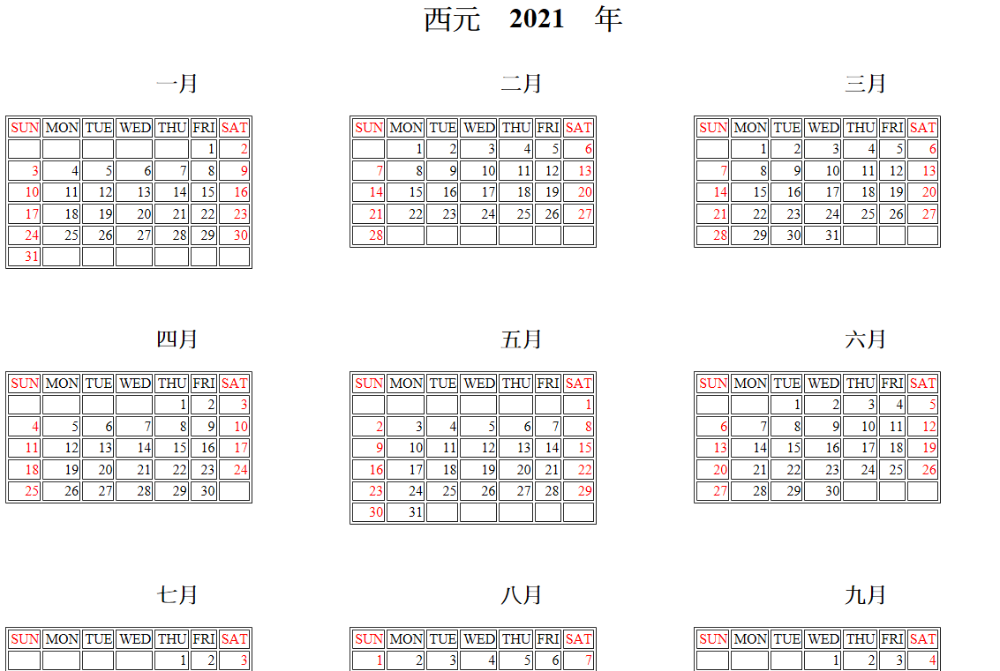 西元 2021 年
一月
SUN MON TUE WED THU FRI SAT
1 2
3 4 5 6 7 8 9
10 11 12 13 14 15 16
17 18 19 20 21 22 23
24 25 26 27 28 29 30
31
二月
SUN MON TUE WED THU FRI SAT
1 2 3 4 5 6
7 8 9 10 11 12 13
14 15 16 17 18 19 20
21 22 23 24 25 26 27
28
三月
SUN MON TUE WED THU FRI SAT
1 2 3 4 5 6
7 8 9 10 11 12 13
14 15 16 17 18 19 20
21 22 23 24 25 26 27
28 29 30 31
四月
SUN MON TUE WED THU FRI SAT
1 2 3
4 5 6 7 8 9 10
11 12 13 14 15 16 17
18 19 20 21 22 23 24
25 26 27 28 29 30
五月
SUN MON TUE WED THU FRI SAT
1
2 3 4 5 6 7 8
9 10 11 12 13 14 15
16 17 18 19 20 21 22
23 24 25 26 27 28 29
30 31
六月
SUN MON TUE WED THU FRI SAT
1 2 3 4 5
6 7 8 9 10 11 12
13 14 15 16 17 18 19
20 21 22 23 24 25 26
27 28 29 30
七月
SUN MON TUE WED THU FRI SAT
1 2 3
八月
SUN MON TUE WED THU FRI SAT
1 2 3 4 5 6 7
九月
SUN MON TUE WED THU FRI SAT
1 2 3 4